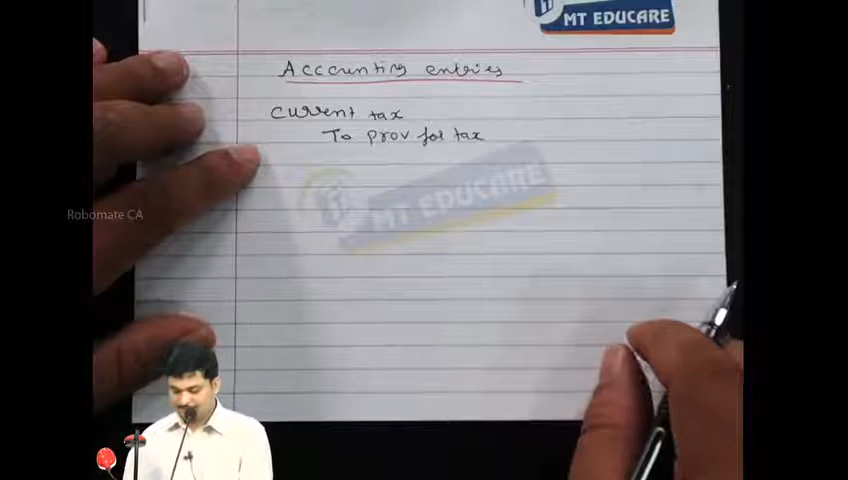 MT EDUCARE
Accounting entries
Current tax
To prov for tax
MT EDUCARE
Robomate CA